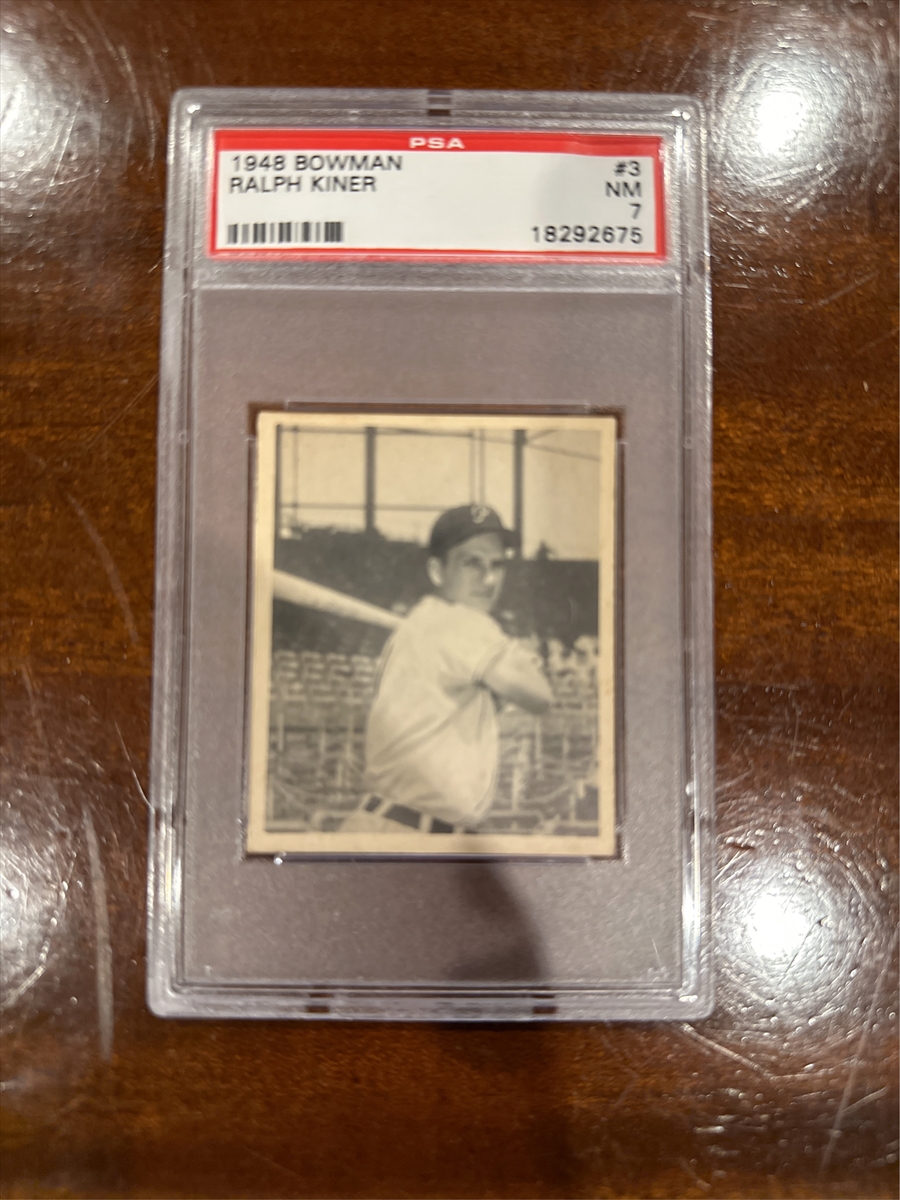 PSA
1948 BOWMAN #3
RALPH KINER NM
7
18292675
P